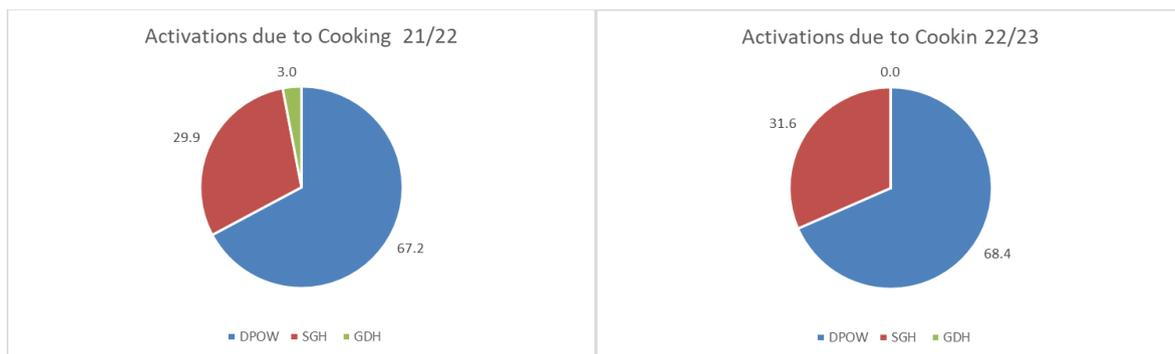 Activations due to Cooking 21/22
3.0
29.9
67.2
DPOW SGH GDH
Activations due to Cookin 22/23
0.0
31.6
68.4
DPOW SGH GDH